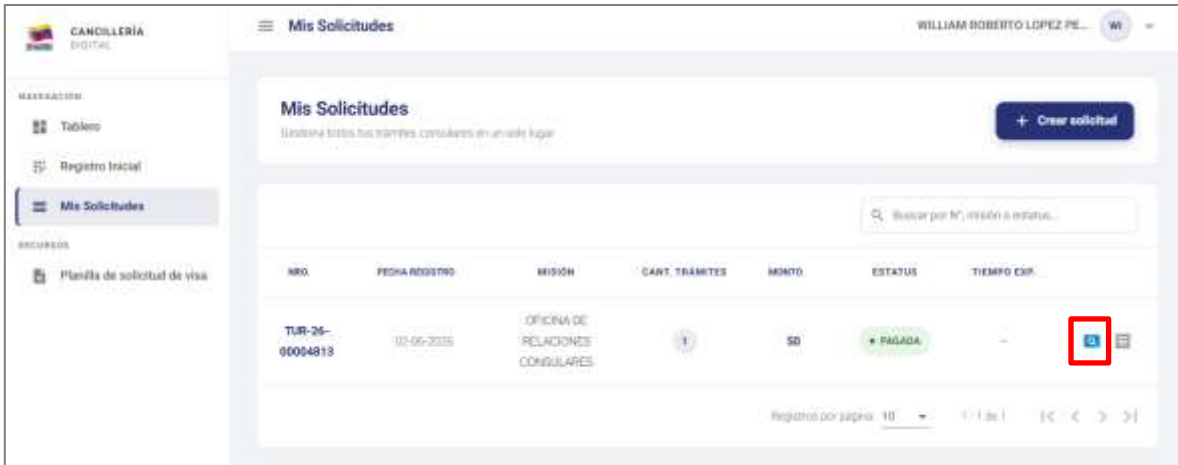 CANCILLERÍA
DIGITAL
Mis Solicitudes
WILLIAM ROBERTO LOPEZ PE... WI
NAVEGACIÓN
Tablero
Registro Inicial
Mis Solicitudes
RECURSOS
Planilla de solicitud de visa
Mis Solicitudes
Gestiona todos tus trámites consulares en un solo lugar
+ Crear solicitud
Buscar por N°, misión o estatus...
NRO. FECHA REGISTRO MISIÓN CANT. TRÁMITES MONTO ESTATUS TIEMPO EXP.
TUR-26-00004813 02-06-2026 OFICINA DE RELACIONES CONSULARES 1 $0 PAGADA --
Registros por página: 10 1-1 de 1